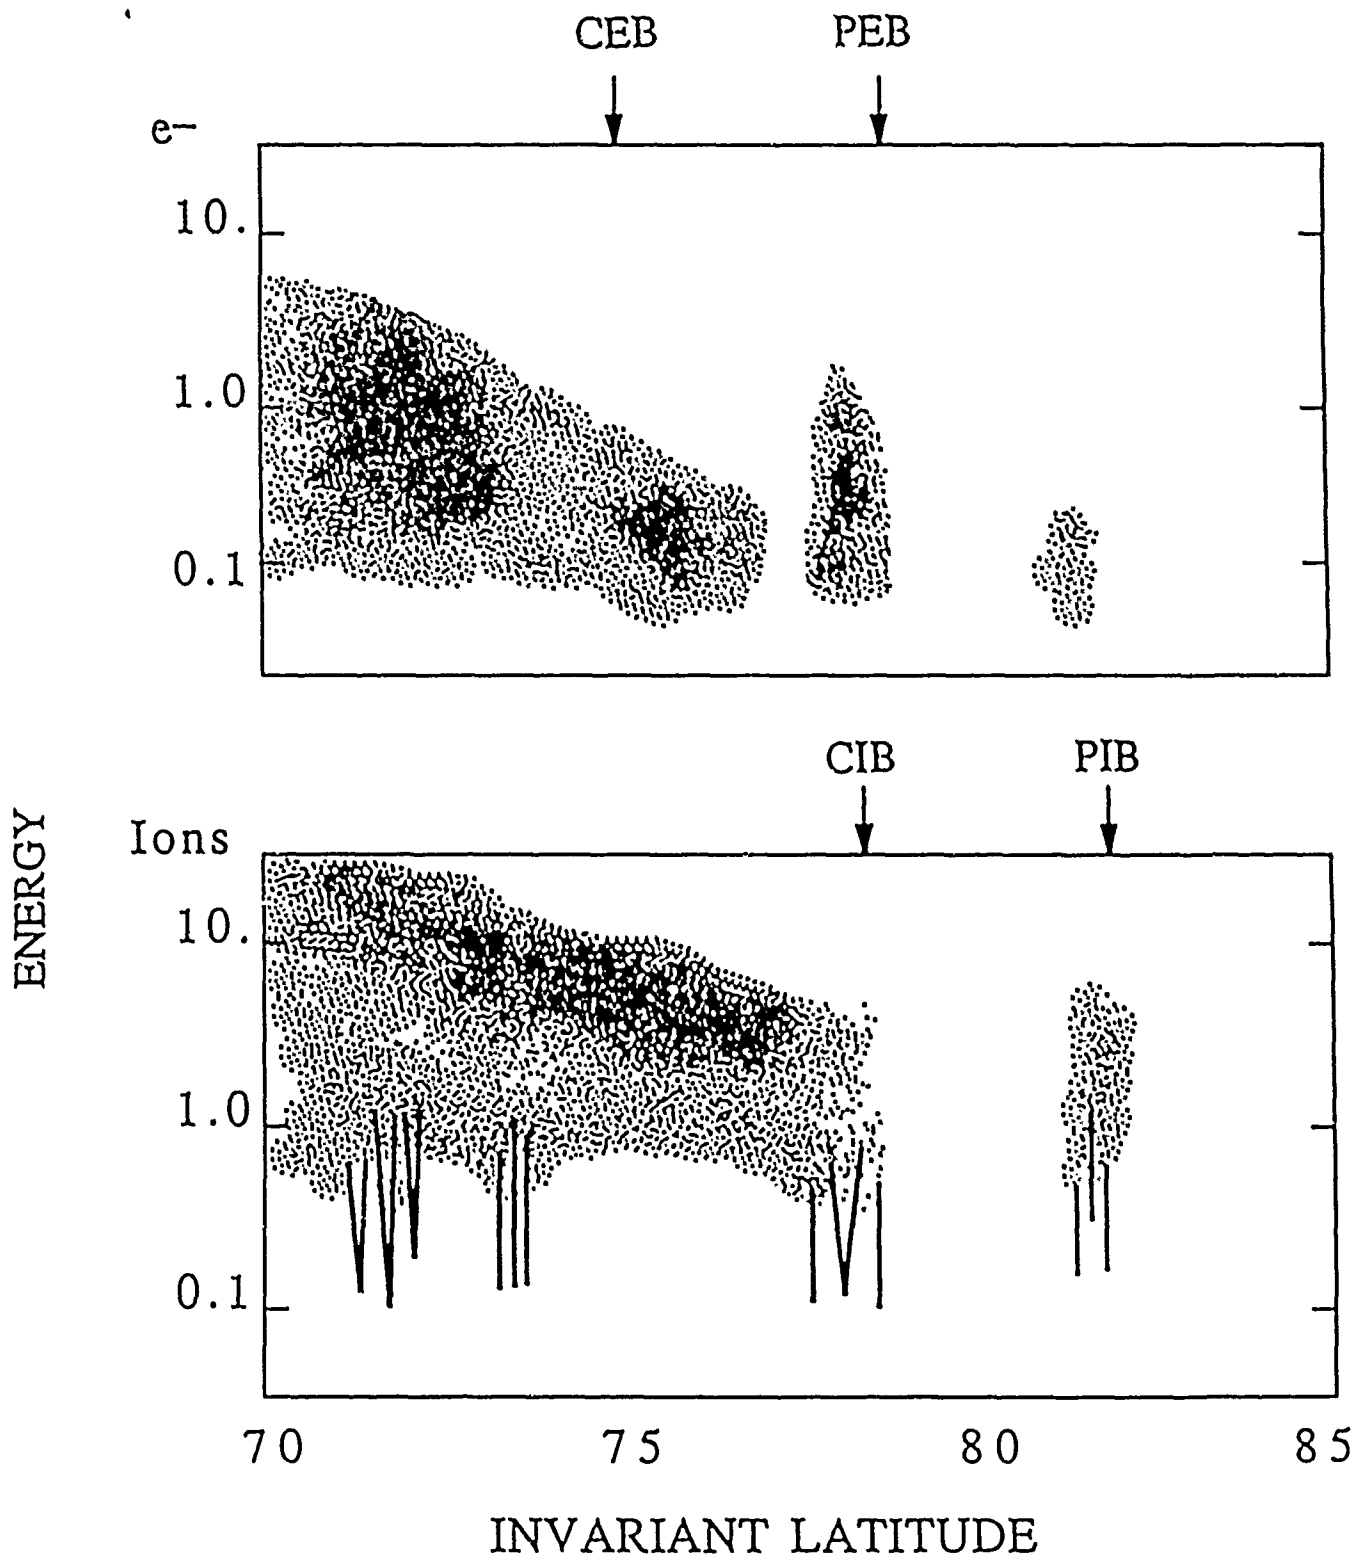 CEB PEB
e−
10.
1.0
0.1
CIB PIB
Ions
10.
1.0
0.1
ENERGY
70 75 80 85
INVARIANT LATITUDE